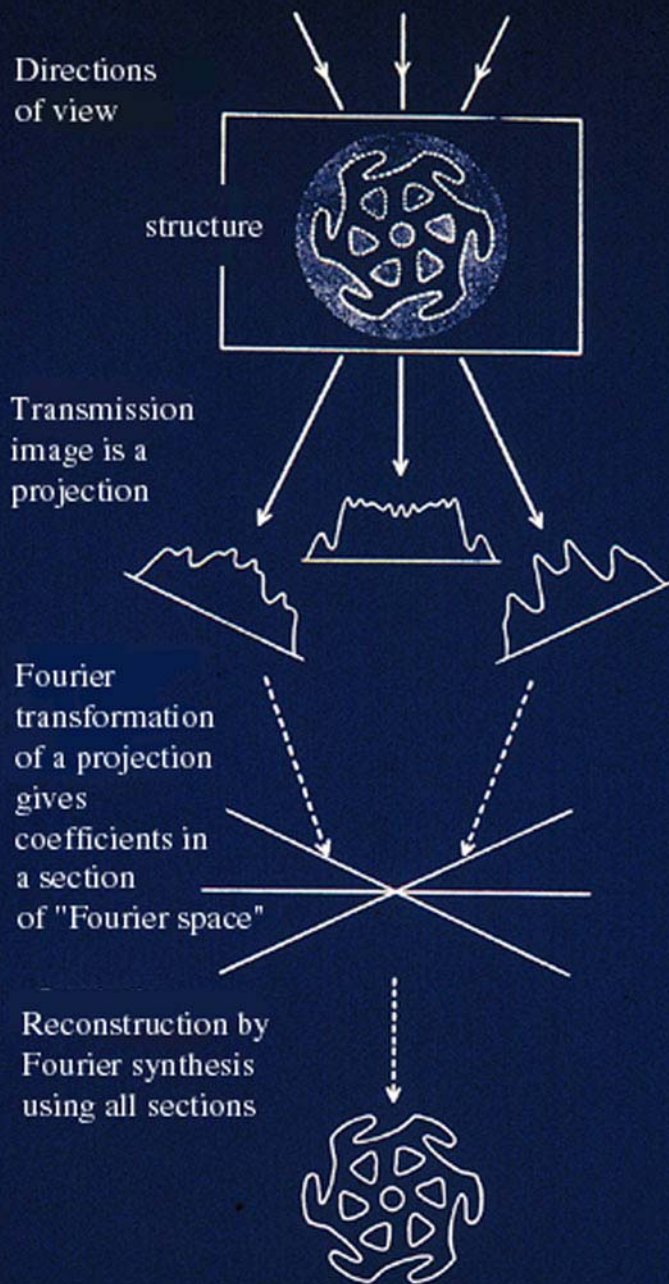 Directions
of view
structure
Transmission
image is a
projection
Fourier
transformation
of a projection
gives
coefficients in
a section
of "Fourier space"
Reconstruction by
Fourier synthesis
using all sections